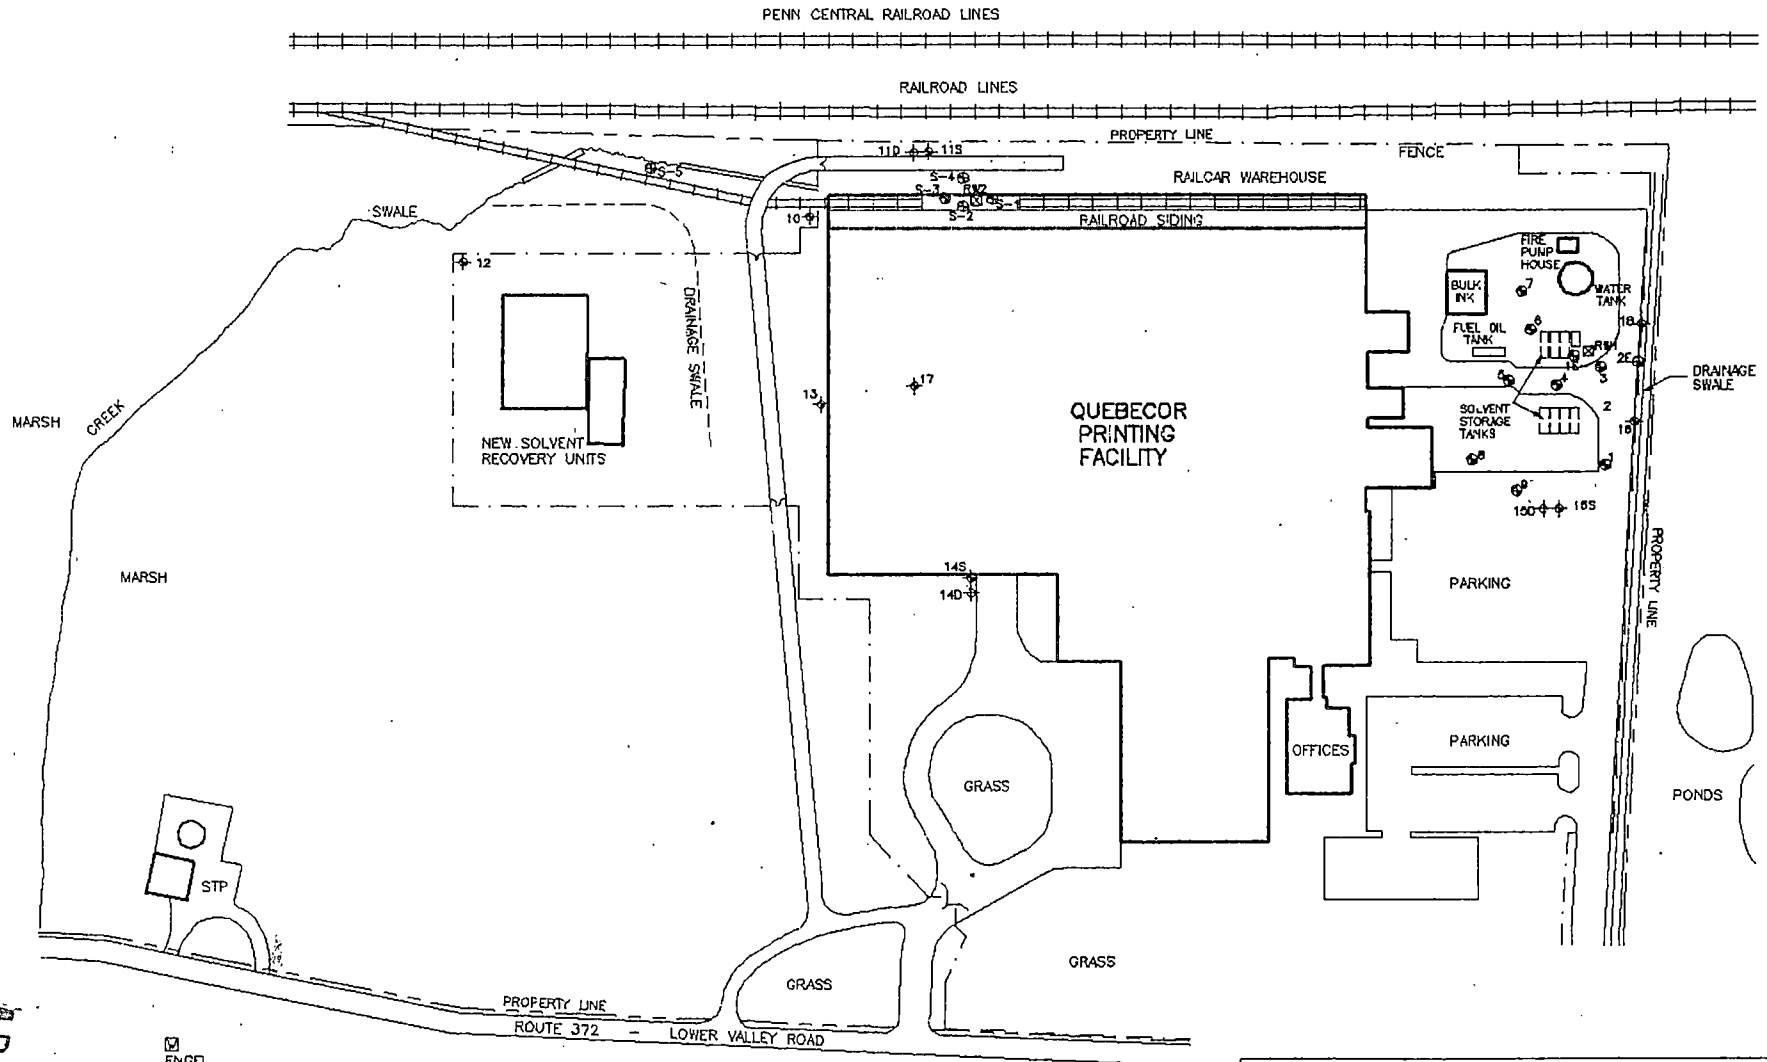 PENN CENTRAL RAILROAD LINES
RAILROAD LINES
PROPERTY LINE
FENCE
11D
11S
S-5
S-4
RAILCAR WAREHOUSE
S-3
RW2
S-2
S-1
SWALE
10
RAILROAD SIDING
12
FIRE
PUMP
HOUSE
BULK
INK
7
WATER
TANK
DRAINAGE SWALE
6
FUEL OIL
TANK
18
2E
3
4
5
DRAINAGE
SWALE
13
17
2
MARSH
CREEK
QUEBECOR
PRINTING
FACILITY
SOLVENT
STORAGE
TANKS
NEW SOLVENT
RECOVERY UNITS
8
1
9
15D
15S
PROPERTY LINE
MARSH
14S
14D
PARKING
OFFICES
PARKING
GRASS
PONDS
STP
GRASS
GRASS
PROPERTY LINE
ROUTE 372 - LOWER VALLEY ROAD